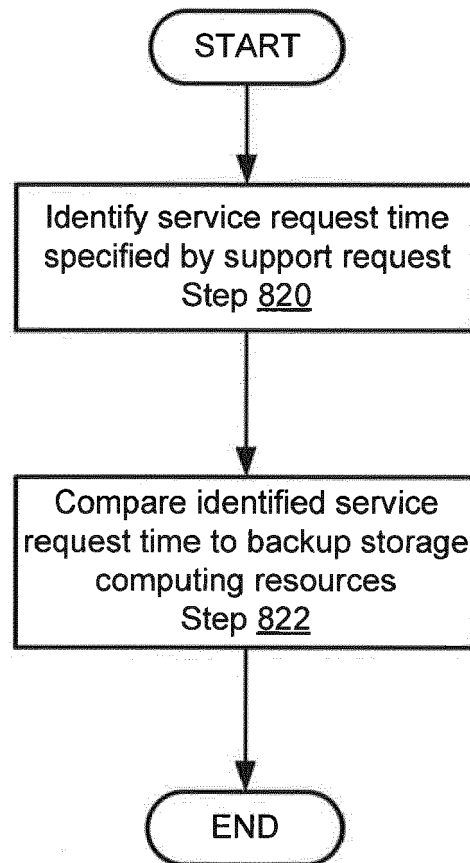 START
Identify service request time
specified by support request
Step 820
Compare identified service
request time to backup storage
computing resources
Step 822
END